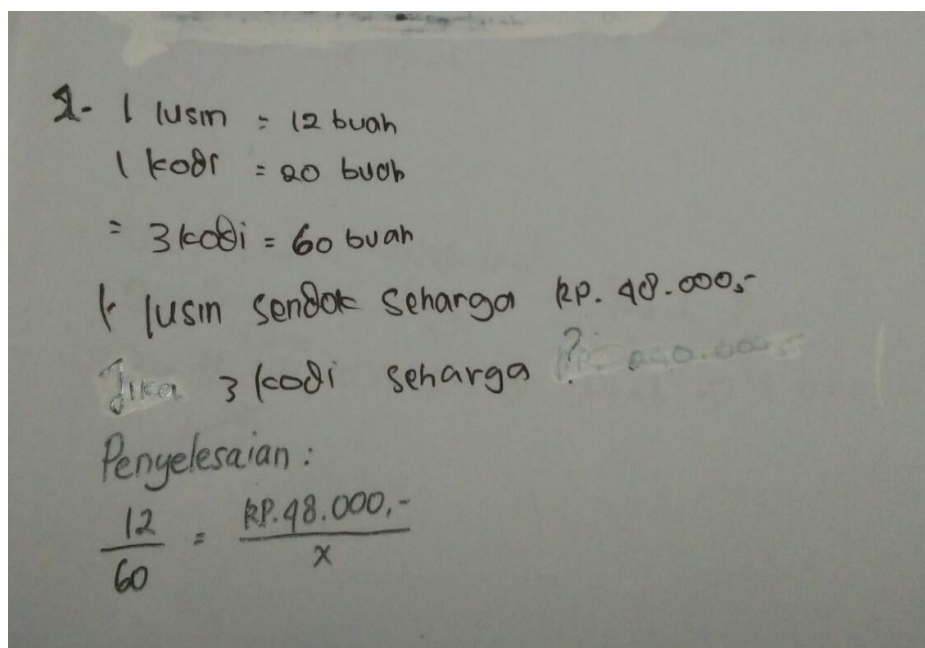 2. 1 lusin = 12 buah
1 kodi = 20 buah
= 3 kodi = 60 buah
1 lusin sendok seharga Rp. 48.000,-
Jika 3 kodi seharga ?
Penyelesaian :
12 / 60 = RP. 48.000,- / x